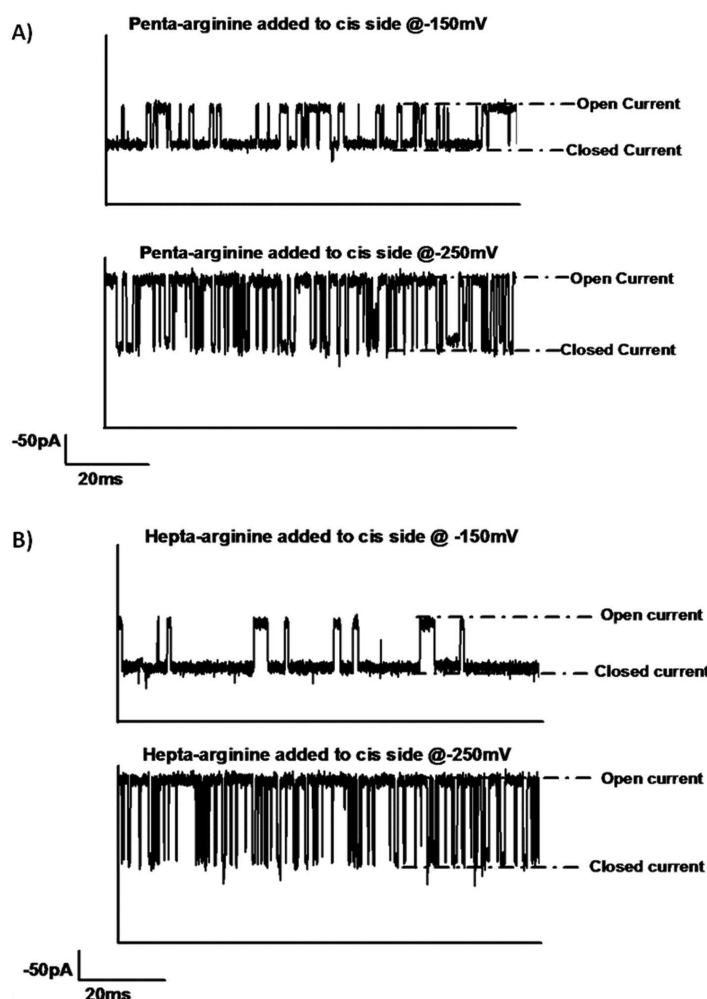 A)
Penta-arginine added to cis side @-150mV
Open Current
Closed Current
Penta-arginine added to cis side @-250mV
Open Current
Closed Current
-50pA
20ms
B)
Hepta-arginine added to cis side @ -150mV
Open current
Closed current
Hepta-arginine added to cis side @-250mV
Open current
Closed current
-50pA
20ms